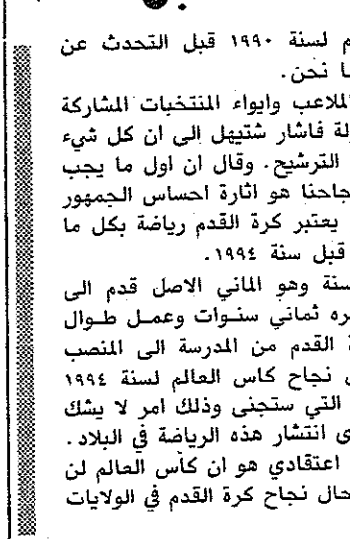 م لسنة ١٩٩٠ قبل التحدث عن
ا نحن.
لملاعب وايواء المنتخبات المشاركة
لة فاشار شتيهل الى ان كل شيء
الترشيح. وقال ان اول ما يجب
جاحنا هو اثارة احساس الجمهور
يعتبر كرة القدم رياضة بكل ما
قبل سنة ١٩٩٤.
سنة وهو الماني الاصل قدم الى
ره ثماني سنوات وعمل طوال
ة القدم من المدرسة الى المنصب
نجاح كاس العالم لسنة ١٩٩٤
التي ستجنى وذلك امر لا يشك
ى انتشار هذه الرياضة في البلاد.
اعتقادي هو ان كأس العالم لن
حال نجاح كرة القدم في الولايات